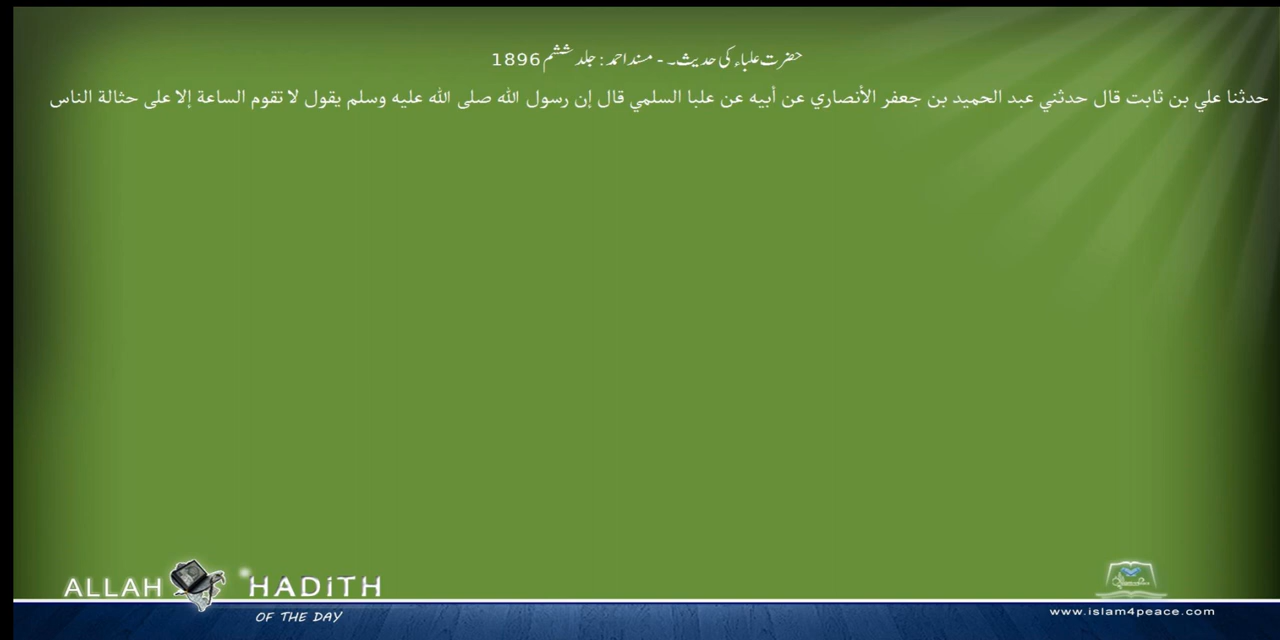 حضرت علباء کی حدیث۔ - مسند احمد: جلد ششم 1896
حدثنا علي بن ثابت قال حدثني عبد الحميد بن جعفر الأنصاري عن أبيه عن علبا السلمي قال إن رسول الله صلى الله عليه وسلم يقول لا تقوم الساعة إلا على حثالة الناس
ALLAH HADITH
OF THE DAY
www.islam4peace.com